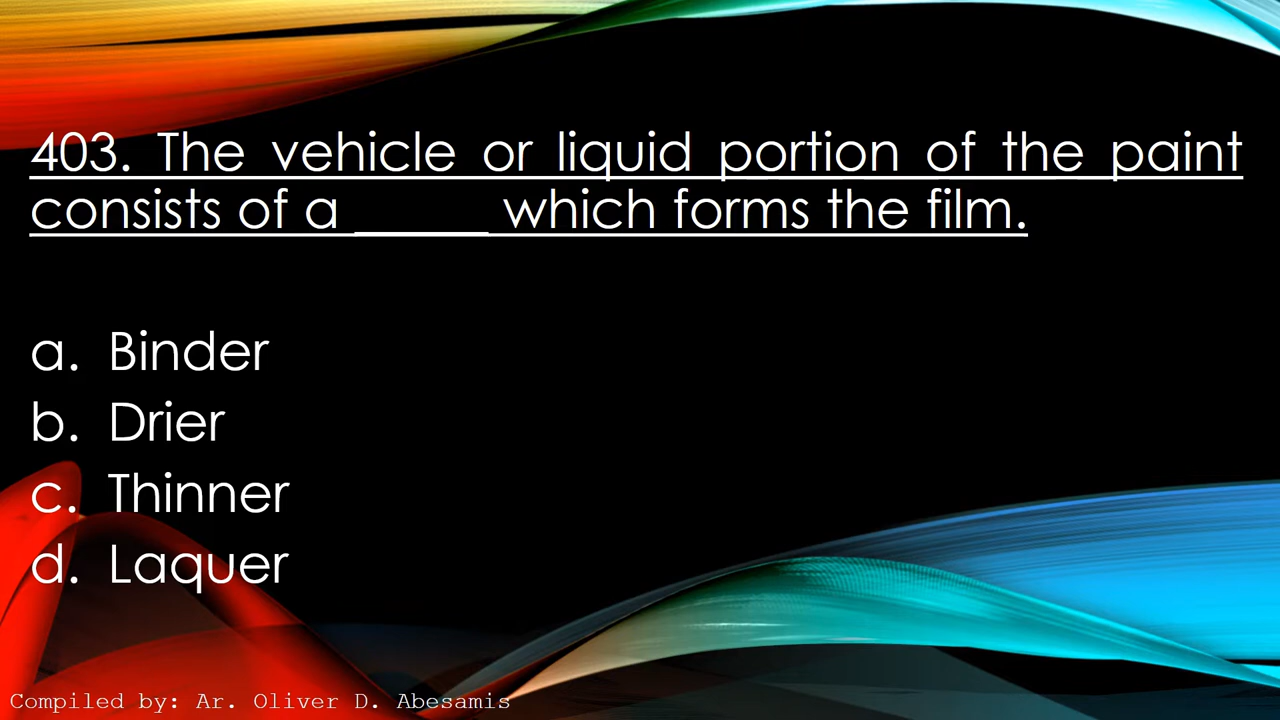 403. The vehicle or liquid portion of the paint
consists of a _____ which forms the film.
a. Binder
b. Drier
c. Thinner
d. Laquer
Compiled by: Ar. Oliver D. Abesamis